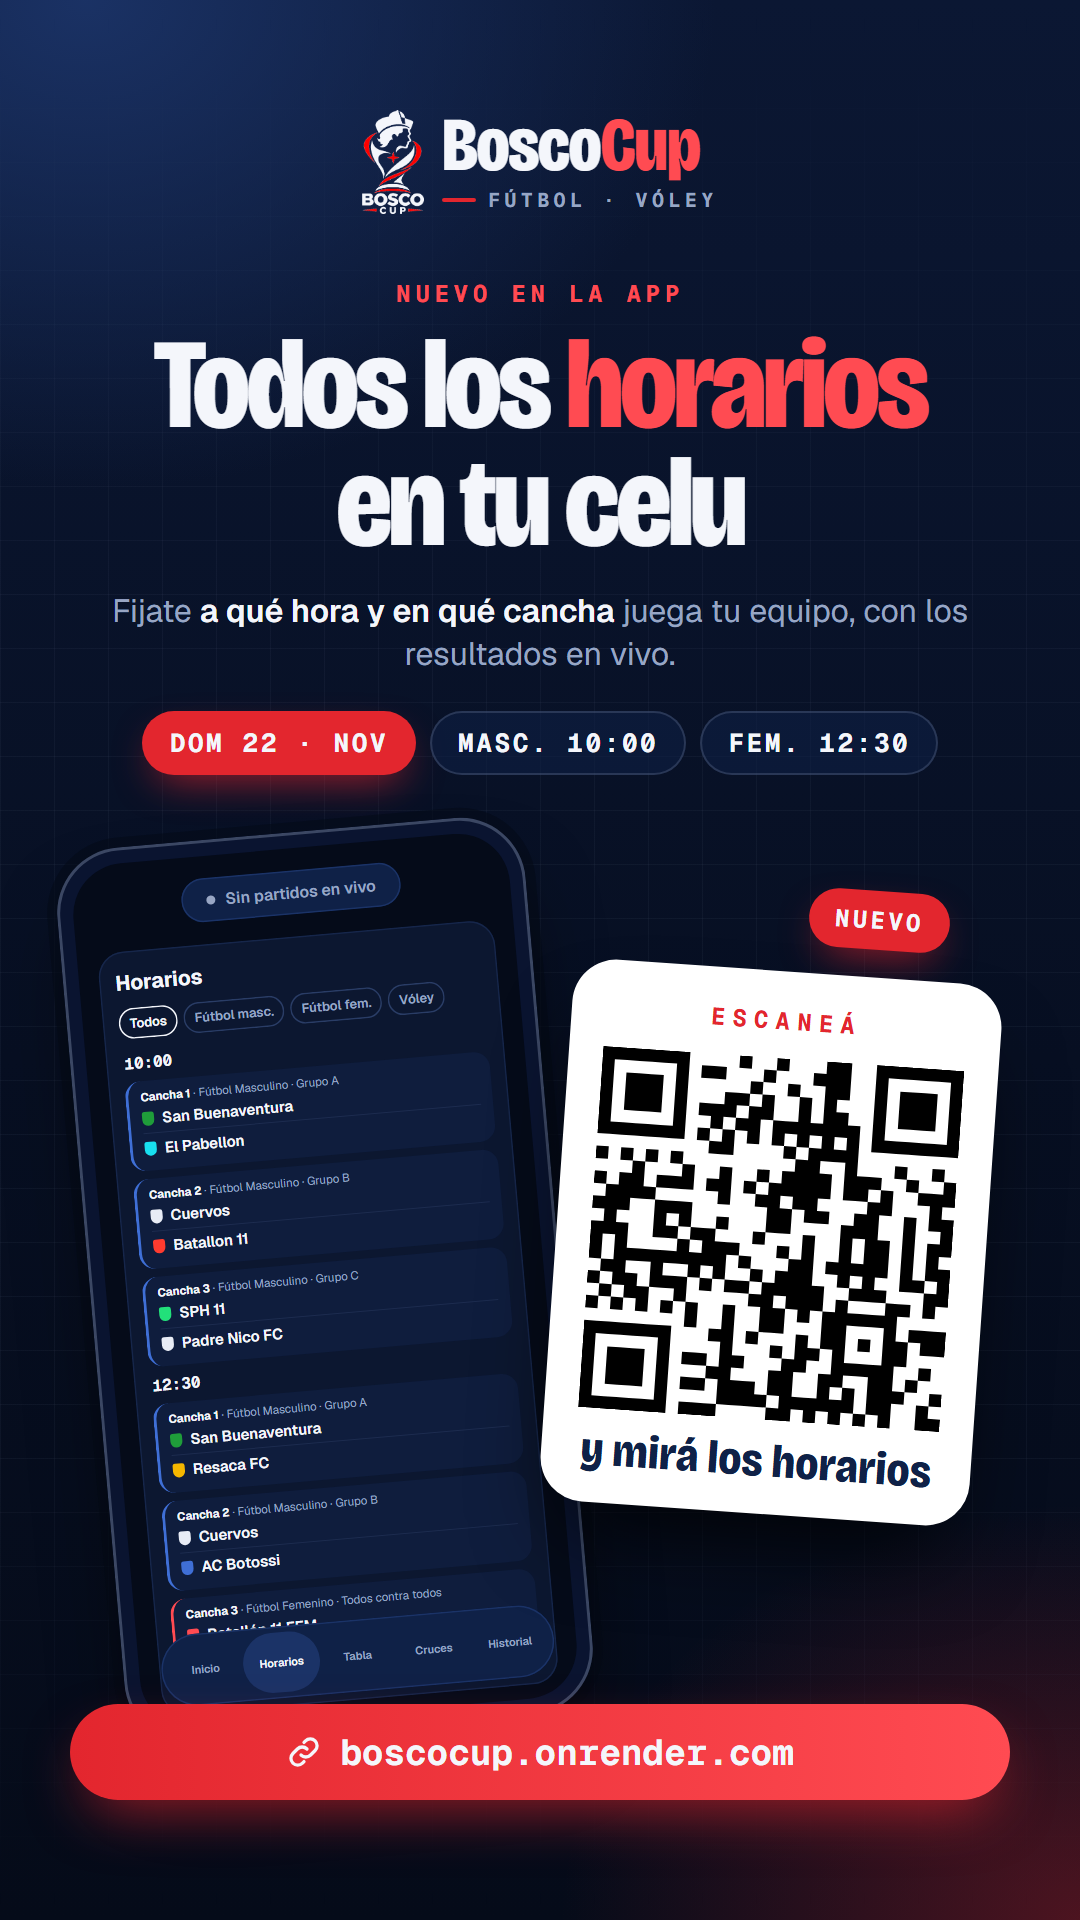 BOSCO
CUP
BoscoCup
FÚTBOL · VÓLEY
NUEVO EN LA APP
Todos los horarios
en tu celu
Fijate a qué hora y en qué cancha juega tu equipo, con los
resultados en vivo.
DOM 22 · NOV
MASC. 10:00
FEM. 12:30
Sin partidos en vivo
Horarios
Todos
Fútbol masc.
Fútbol fem.
Vóley
10:00
Cancha 1 · Fútbol Masculino · Grupo A
San Buenaventura
El Pabellon
Cancha 2 · Fútbol Masculino · Grupo B
Cuervos
Batallon 11
Cancha 3 · Fútbol Masculino · Grupo C
SPH 11
Padre Nico FC
12:30
Cancha 1 · Fútbol Masculino · Grupo A
San Buenaventura
Resaca FC
Cancha 2 · Fútbol Masculino · Grupo B
Cuervos
AC Botossi
Cancha 3 · Fútbol Femenino · Todos contra todos
Batallón 11 FEM
Inicio
Horarios
Tabla
Cruces
Historial
NUEVO
ESCANEÁ
y mirá los horarios
boscocup.onrender.com